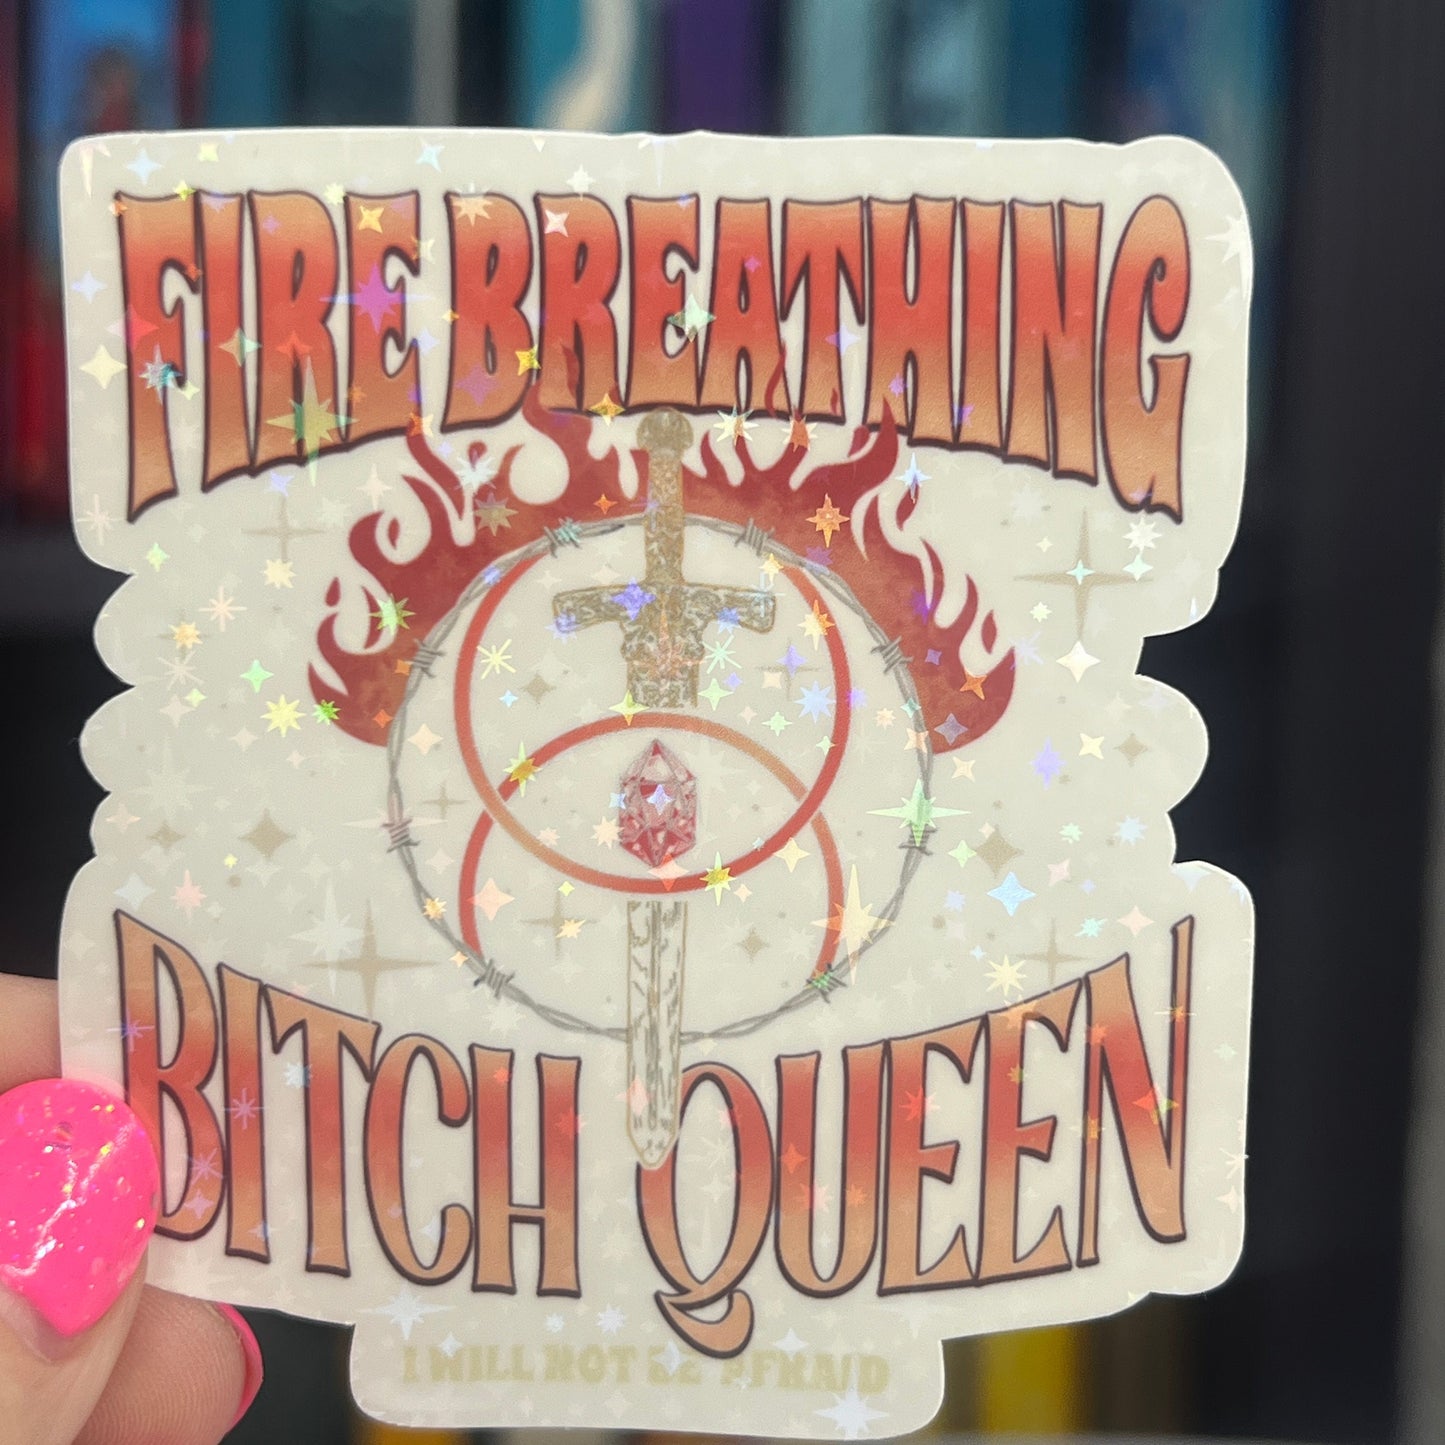 FIRE BREATHING
BITCH QUEEN
I WILL NOT BE AFRAID